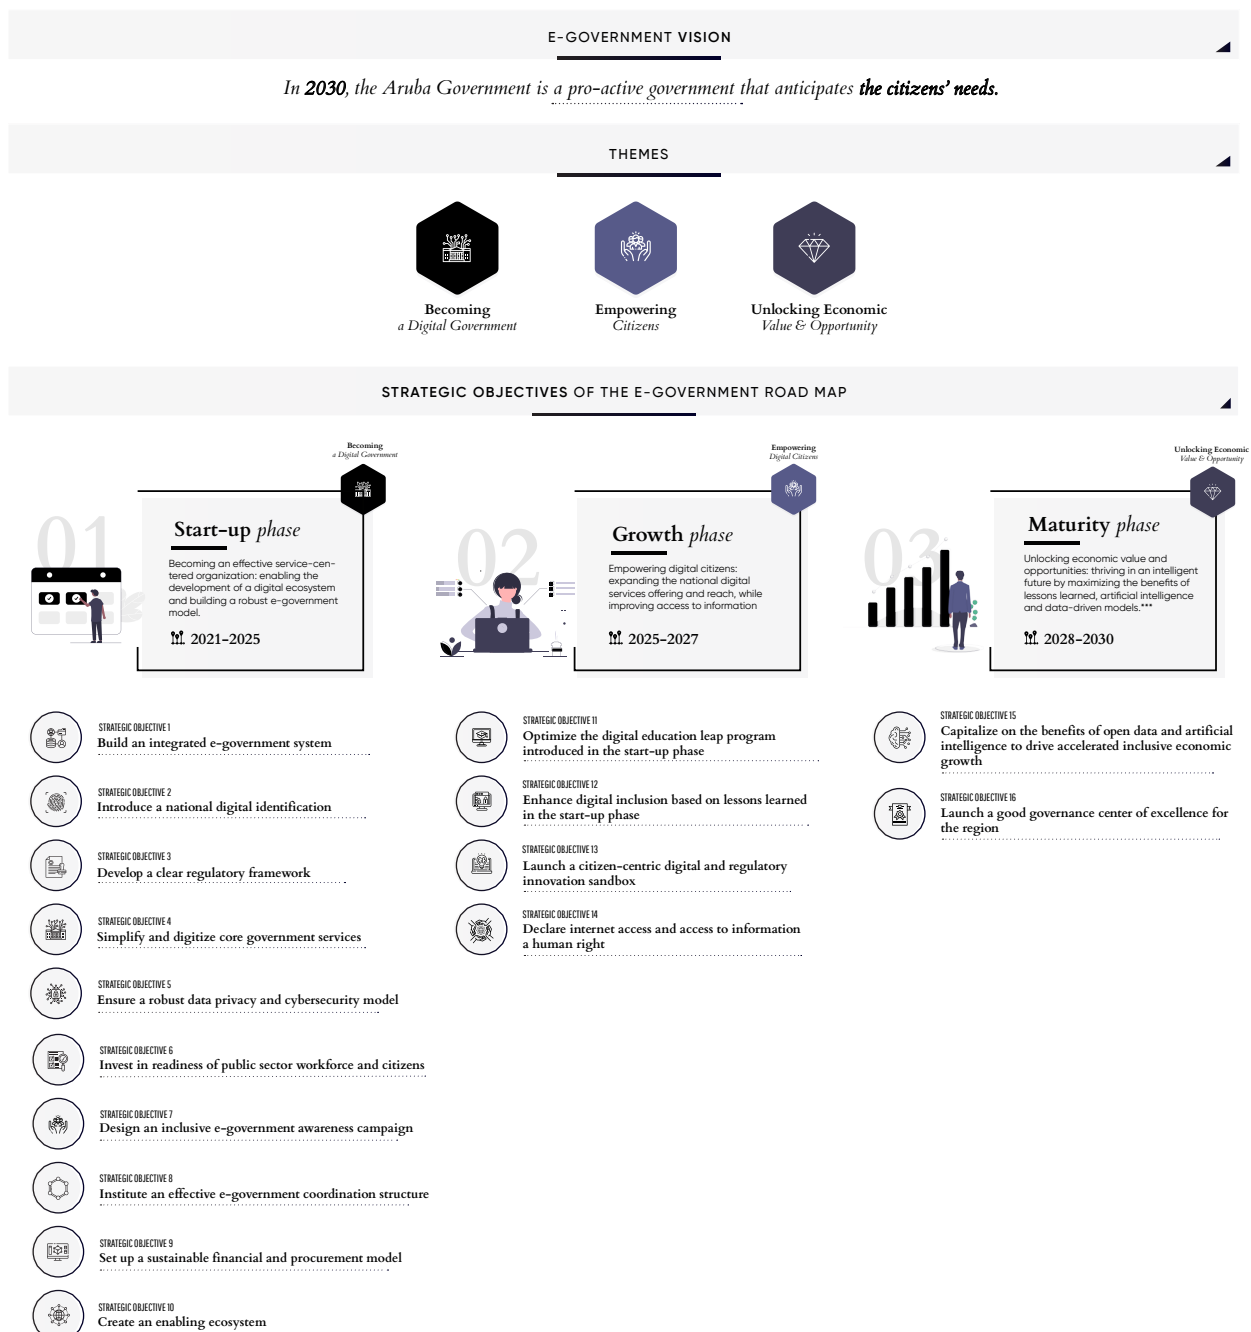 E-GOVERNMENT VISION
In 2030, the Aruba Government is a pro-active government that anticipates the citizens' needs.
THEMES
Becoming
a Digital Government
Empowering
Citizens
Unlocking Economic
Value & Opportunity
STRATEGIC OBJECTIVES OF THE E-GOVERNMENT ROAD MAP
Becoming
a Digital Government
01
Start-up phase
Becoming an effective service-cen-
tered organization: enabling the
development of a digital ecosystem
and building a robust e-government
model.
2021-2025
STRATEGIC OBJECTIVE 1
Build an integrated e-government system
STRATEGIC OBJECTIVE 2
Introduce a national digital identification
STRATEGIC OBJECTIVE 3
Develop a clear regulatory framework
STRATEGIC OBJECTIVE 4
Simplify and digitize core government services
STRATEGIC OBJECTIVE 5
Ensure a robust data privacy and cybersecurity model
STRATEGIC OBJECTIVE 6
Invest in readiness of public sector workforce and citizens
STRATEGIC OBJECTIVE 7
Design an inclusive e-government awareness campaign
STRATEGIC OBJECTIVE 8
Institute an effective e-government coordination structure
STRATEGIC OBJECTIVE 9
Set up a sustainable financial and procurement model
STRATEGIC OBJECTIVE 10
Create an enabling ecosystem
Empowering
Digital Citizens
02
Growth phase
Empowering digital citizens:
expanding the national digital
services offering and reach, while
improving access to information
2025-2027
STRATEGIC OBJECTIVE 11
Optimize the digital education leap program
introduced in the start-up phase
STRATEGIC OBJECTIVE 12
Enhance digital inclusion based on lessons learned
in the start-up phase
STRATEGIC OBJECTIVE 13
Launch a citizen-centric digital and regulatory
innovation sandbox
STRATEGIC OBJECTIVE 14
Declare internet access and access to information
a human right
Unlocking Economic
Value & Opportunity
03
Maturity phase
Unlocking economic value and
opportunities: thriving in an intelligent
future by maximizing the benefits of
lessons learned, artificial intelligence
and data-driven models.***
2028-2030
STRATEGIC OBJECTIVE 15
Capitalize on the benefits of open data and artificial
intelligence to drive accelerated inclusive economic
growth
STRATEGIC OBJECTIVE 16
Launch a good governance center of excellence for
the region